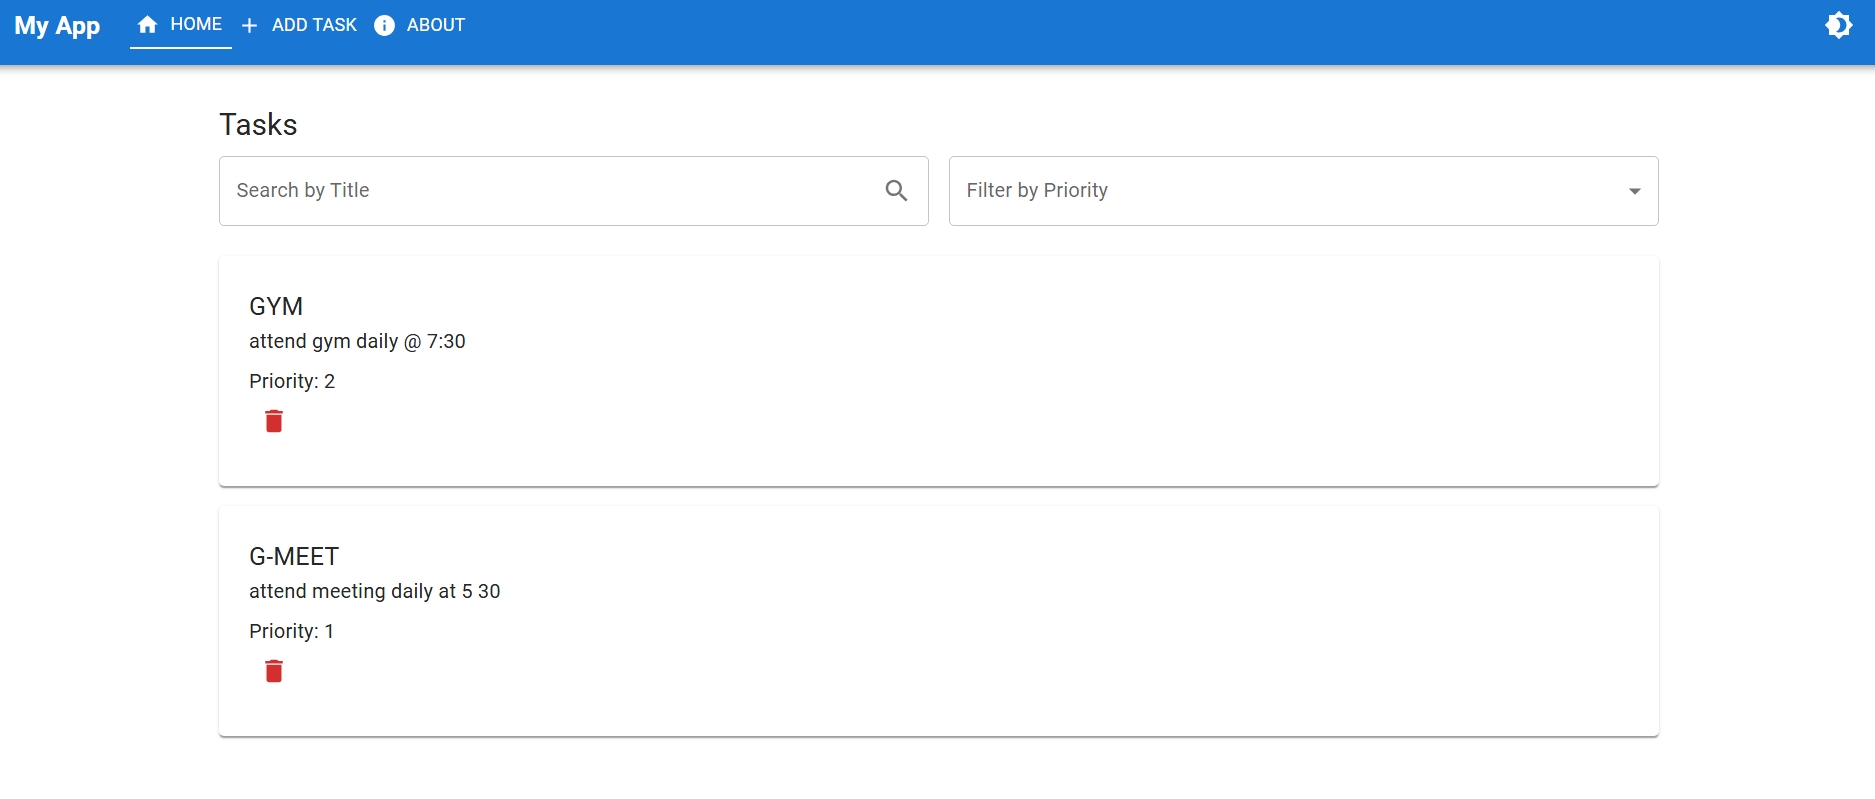 My App HOME ADD TASK ABOUT
Tasks
Search by Title Filter by Priority
GYM
attend gym daily @ 7:30
Priority: 2
G-MEET
attend meeting daily at 5 30
Priority: 1